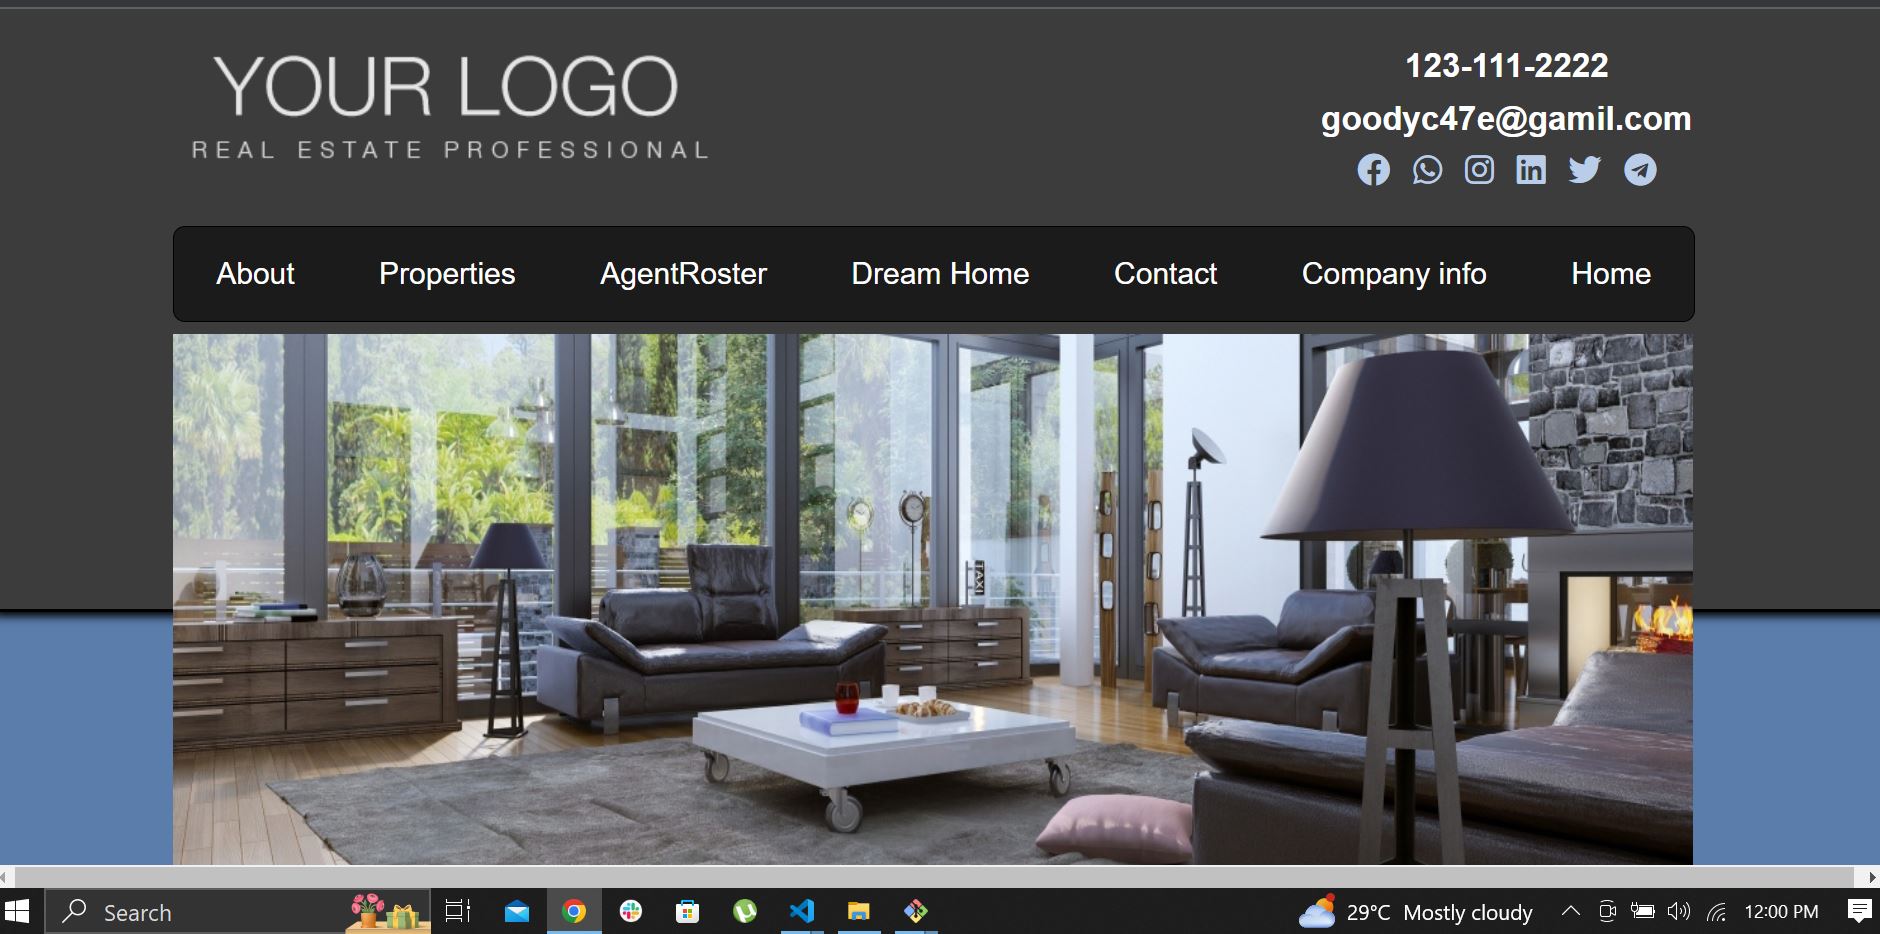 YOUR LOGO
REAL ESTATE PROFESSIONAL
123-111-2222
goodyc47e@gamil.com
About Properties AgentRoster Dream Home Contact Company info Home
TAXI
Search
29°C Mostly cloudy
12:00 PM